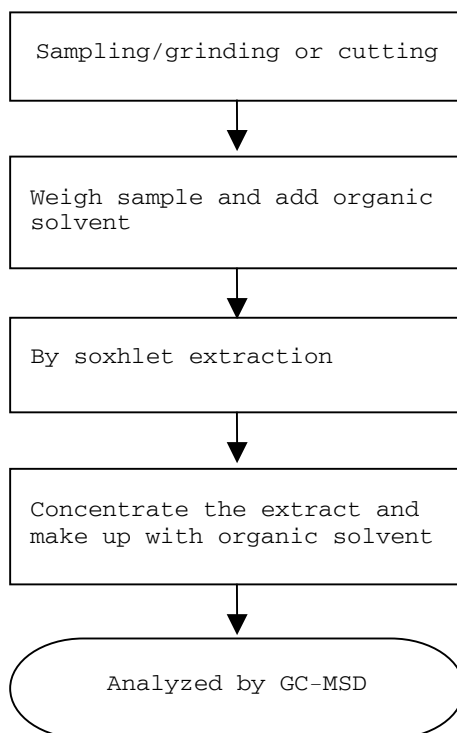 Sampling/grinding or cutting
Weigh sample and add organic
solvent
By soxhlet extraction
Concentrate the extract and
make up with organic solvent
Analyzed by GC-MSD